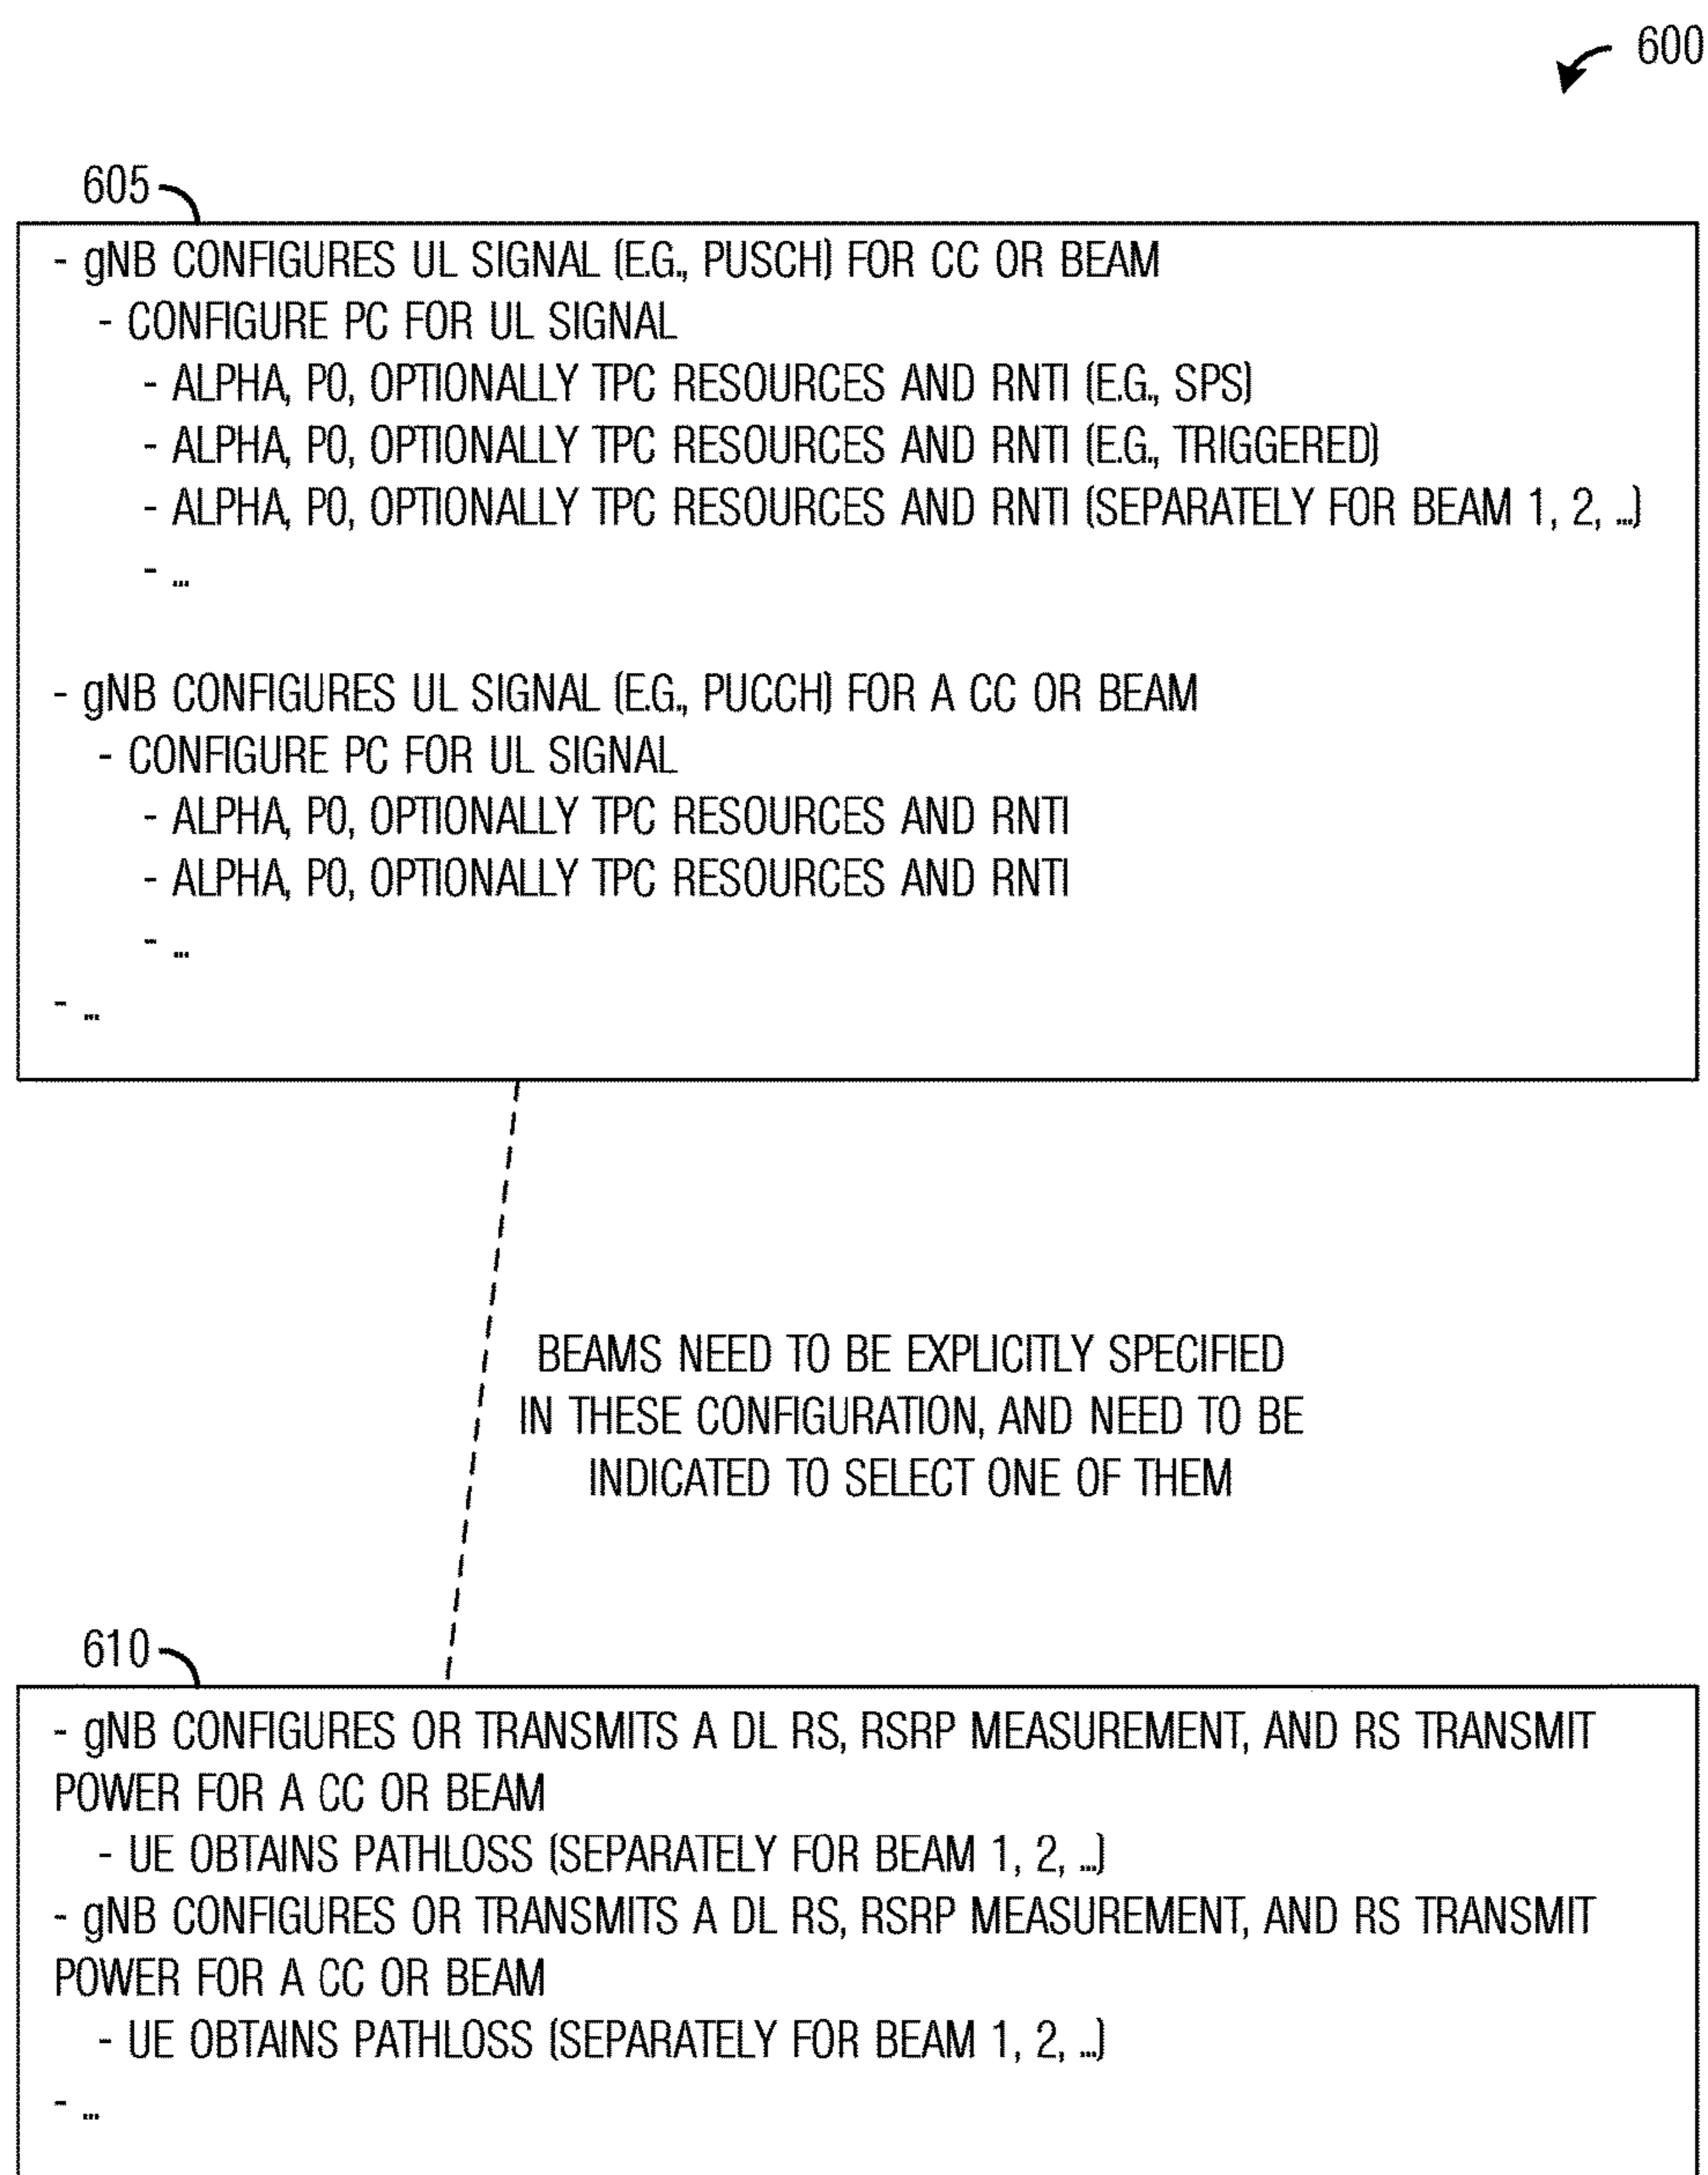 600
605
- gNB CONFIGURES UL SIGNAL (E.G., PUSCH) FOR CC OR BEAM
- CONFIGURE PC FOR UL SIGNAL
- ALPHA, P0, OPTIONALLY TPC RESOURCES AND RNTI (E.G., SPS)
- ALPHA, P0, OPTIONALLY TPC RESOURCES AND RNTI (E.G., TRIGGERED)
- ALPHA, P0, OPTIONALLY TPC RESOURCES AND RNTI (SEPARATELY FOR BEAM 1, 2, ...)
- ...
- gNB CONFIGURES UL SIGNAL (E.G., PUCCH) FOR A CC OR BEAM
- CONFIGURE PC FOR UL SIGNAL
- ALPHA, P0, OPTIONALLY TPC RESOURCES AND RNTI
- ALPHA, P0, OPTIONALLY TPC RESOURCES AND RNTI
- ...
- ...
BEAMS NEED TO BE EXPLICITLY SPECIFIED
IN THESE CONFIGURATION, AND NEED TO BE
INDICATED TO SELECT ONE OF THEM
610
- gNB CONFIGURES OR TRANSMITS A DL RS, RSRP MEASUREMENT, AND RS TRANSMIT
POWER FOR A CC OR BEAM
- UE OBTAINS PATHLOSS (SEPARATELY FOR BEAM 1, 2, ...)
- gNB CONFIGURES OR TRANSMITS A DL RS, RSRP MEASUREMENT, AND RS TRANSMIT
POWER FOR A CC OR BEAM
- UE OBTAINS PATHLOSS (SEPARATELY FOR BEAM 1, 2, ...)
- ...